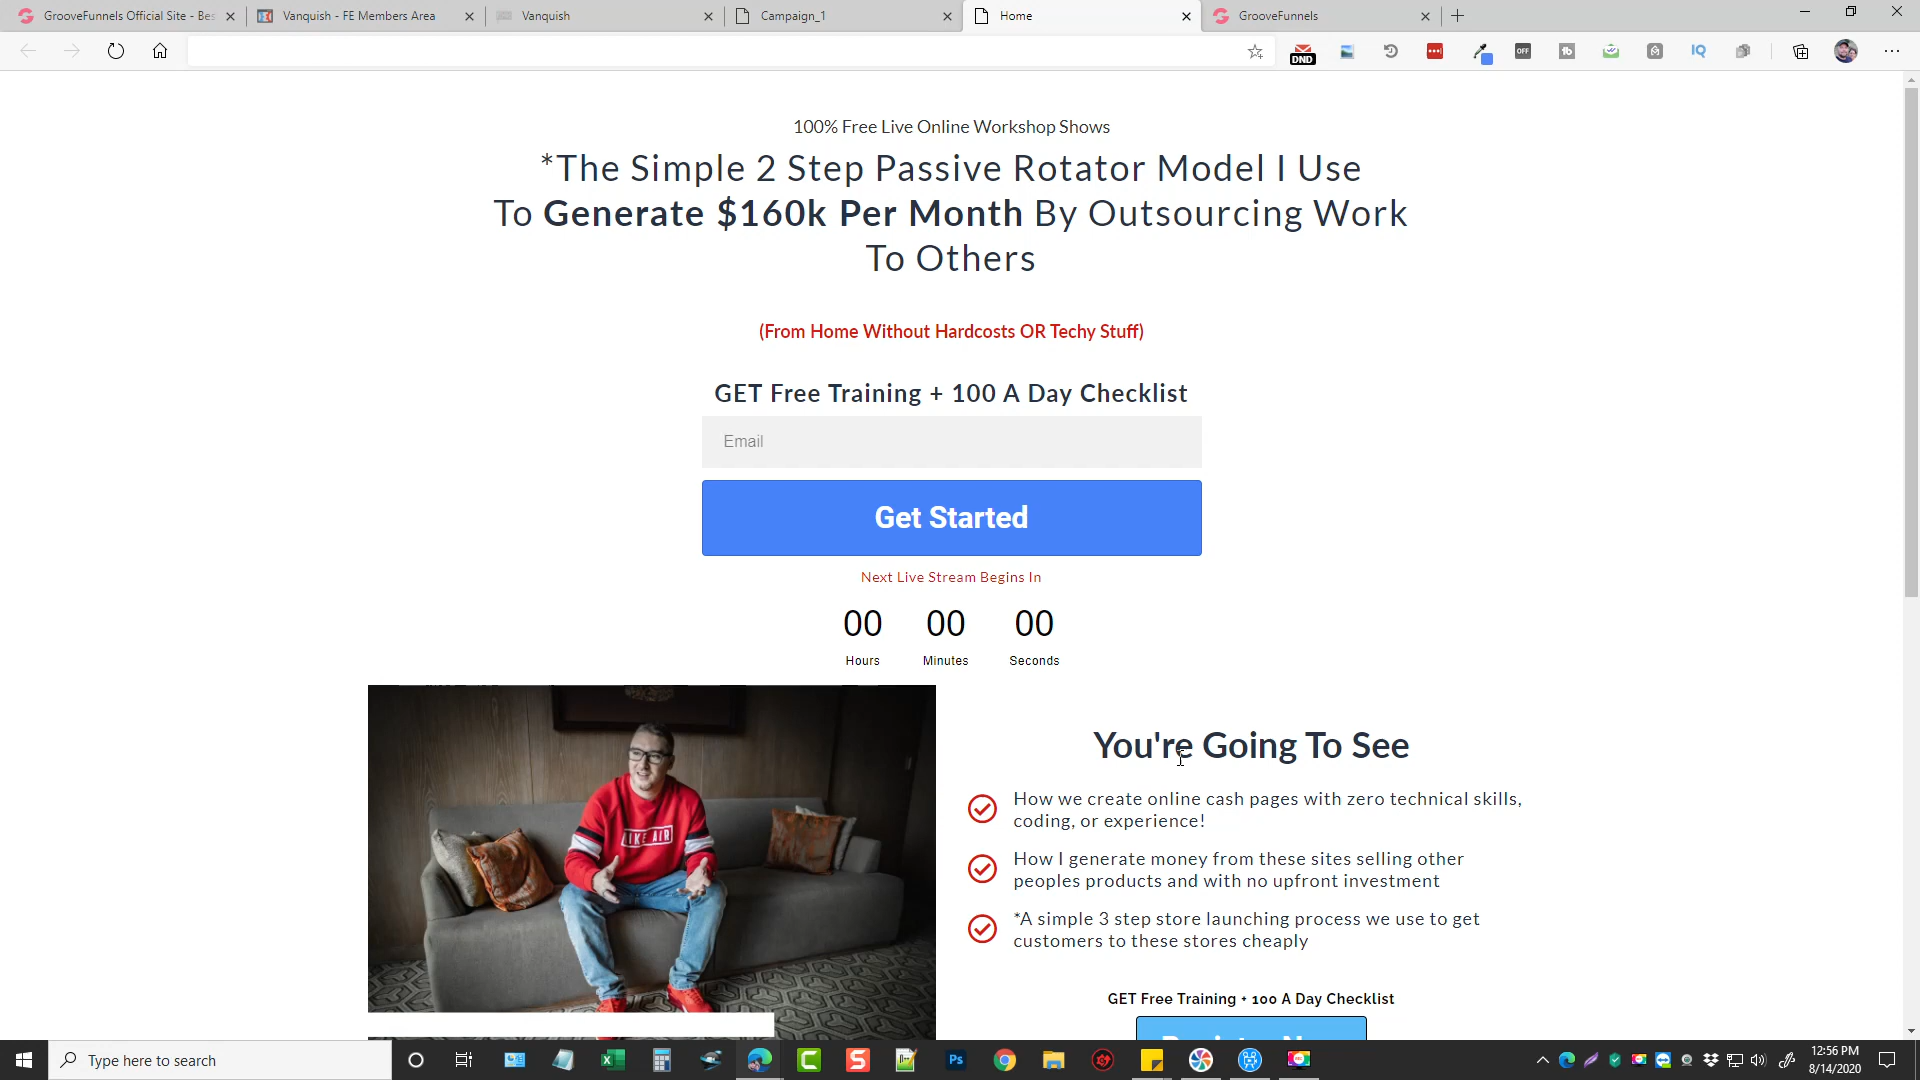 GrooveFunnels Official Site - Bes
Vanquish - FE Members Area
Vanquish
Campaign_1
Home
GrooveFunnels
DND
OFF
IQ
100% Free Live Online Workshop Shows
*The Simple 2 Step Passive Rotator Model I Use
To Generate $160k Per Month By Outsourcing Work
To Others
(From Home Without Hardcosts OR Techy Stuff)
GET Free Training + 100 A Day Checklist
Email
Get Started
Next Live Stream Begins In
00 00 00
Hours Minutes Seconds
You're Going To See
How we create online cash pages with zero technical skills,
coding, or experience!
How I generate money from these sites selling other
peoples products and with no upfront investment
*A simple 3 step store launching process we use to get
customers to these stores cheaply
GET Free Training + 100 A Day Checklist
Type here to search
Ps
12:56 PM
8/14/2020